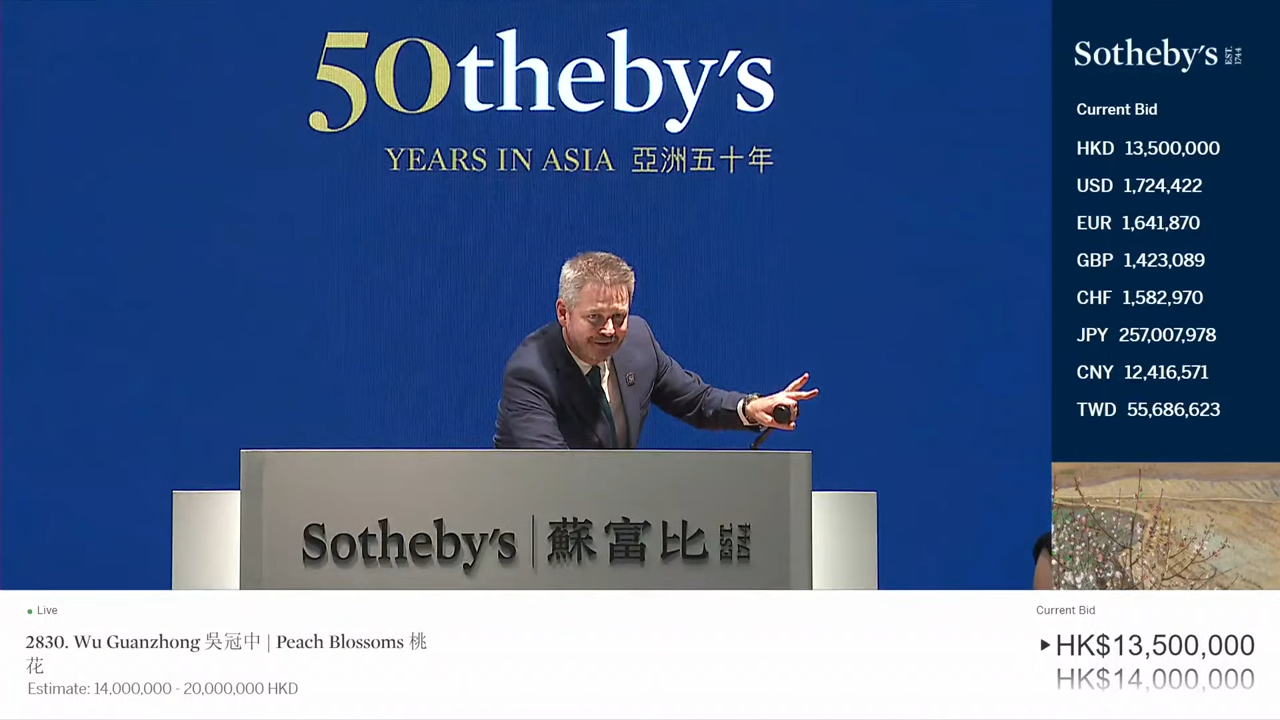 50theby's
YEARS IN ASIA 亞洲五十年
Sotheby's | 蘇富比 EST. 1744
Sotheby's EST. 1744
Current Bid
HKD 13,500,000
USD 1,724,422
EUR 1,641,870
GBP 1,423,089
CHF 1,582,970
JPY 257,007,978
CNY 12,416,571
TWD 55,686,623
Live
2830. Wu Guanzhong 吳冠中 | Peach Blossoms 桃
花
Estimate: 14,000,000 - 20,000,000 HKD
Current Bid
HK$13,500,000
HK$14,000,000